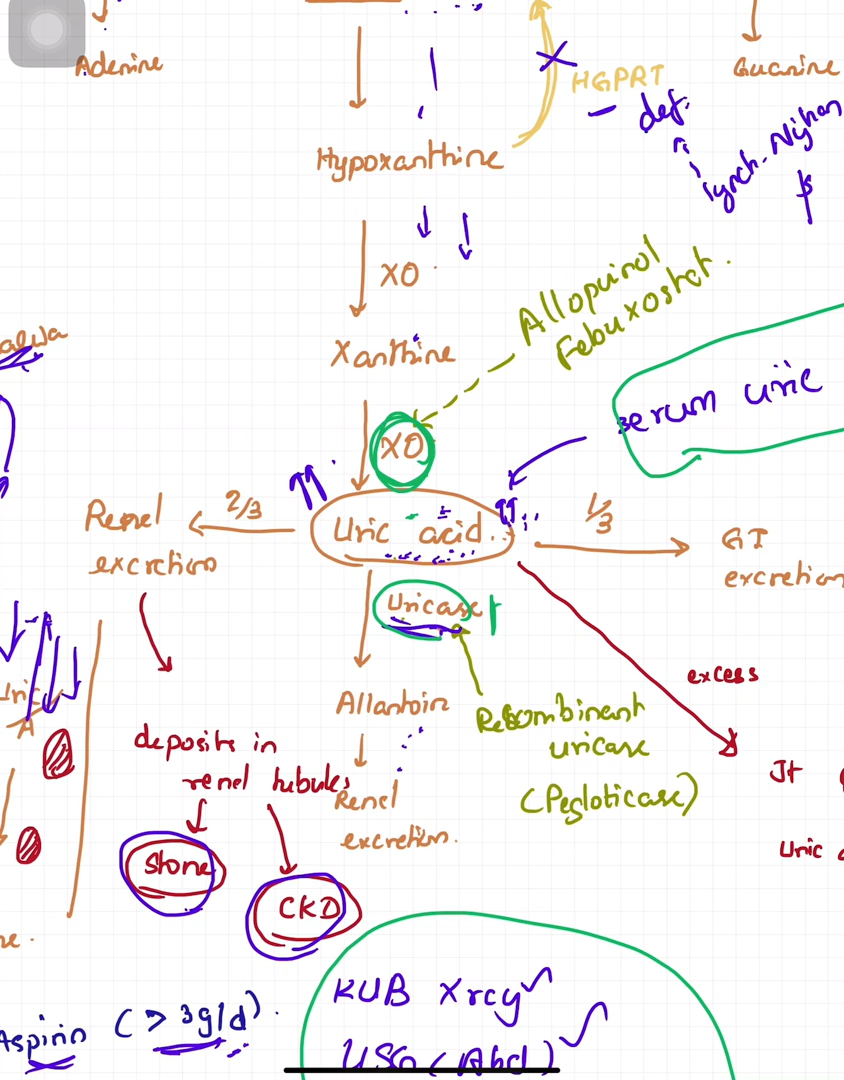 Adenine
HGPRT
Guanine
- def.
Hypoxanthine
Lynch-Nyhan
XO
Allopuinol
Febuxostat.
Xanthine
serum uric
XO
2/3
1/3
Renal
excretion
Uric acid.
GI
excretion
Uricase
excess
Allantoin
Recombinant
uricase
(Pegloticase)
deposits in
renal tubules
Renal
excretion.
Jt
Uric
Stone
CKD
KUB Xray
Aspirin (>3g/d).
USG (Abd)